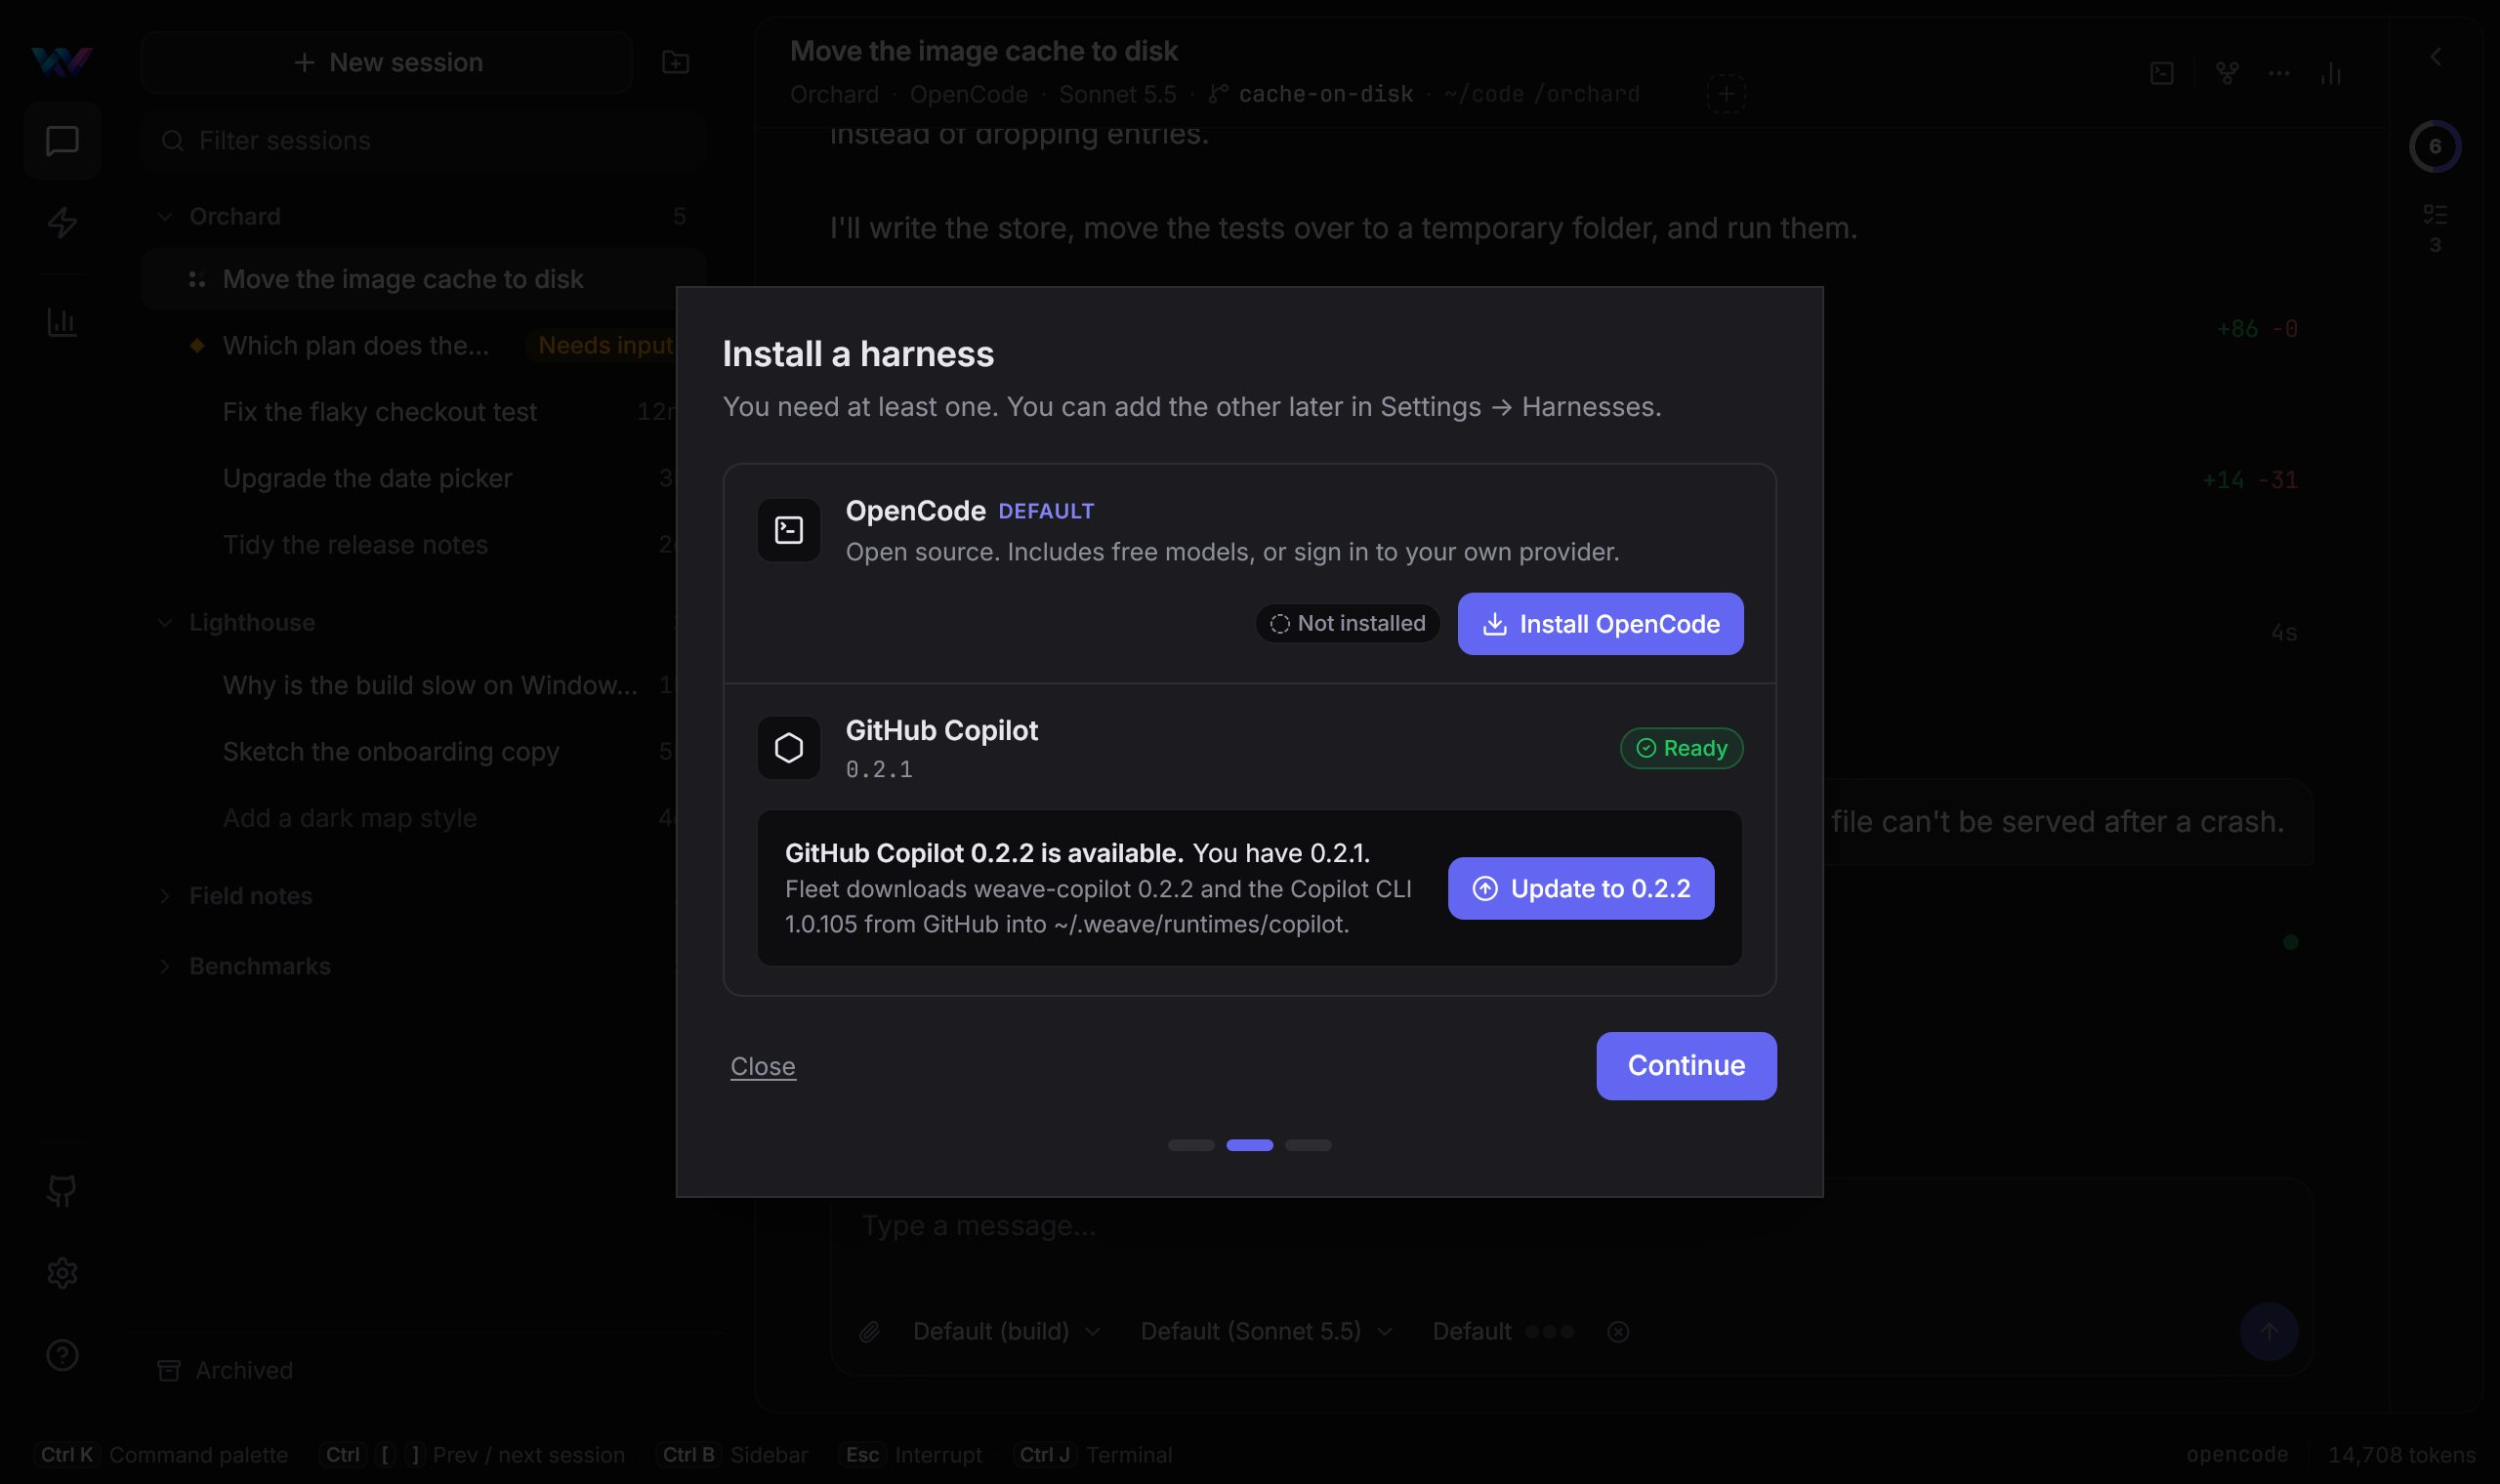 New session
Filter sessions
Orchard 5
Move the image cache to disk
Which plan does the... Needs input
Fix the flaky checkout test
Upgrade the date picker
Tidy the release notes
Lighthouse
Why is the build slow on Window...
Sketch the onboarding copy
Add a dark map style
Field notes
Benchmarks
Archived
Move the image cache to disk
Orchard · OpenCode · Sonnet 5.5 · cache-on-disk · ~/code/orchard
instead of dropping entries.
I'll write the store, move the tests over to a temporary folder, and run them.
+86 -0
+14 -31
4s
file can't be served after a crash.
6
3
Install a harness
You need at least one. You can add the other later in Settings → Harnesses.
OpenCode DEFAULT
Open source. Includes free models, or sign in to your own provider.
Not installed
Install OpenCode
GitHub Copilot
0.2.1
Ready
GitHub Copilot 0.2.2 is available. You have 0.2.1.
Fleet downloads weave-copilot 0.2.2 and the Copilot CLI
1.0.105 from GitHub into ~/.weave/runtimes/copilot.
Update to 0.2.2
Close
Continue
Type a message...
Default (build)
Default (Sonnet 5.5)
Default
Ctrl K Command palette Ctrl [ ] Prev / next session Ctrl B Sidebar Esc Interrupt Ctrl J Terminal
opencode 14,708 tokens